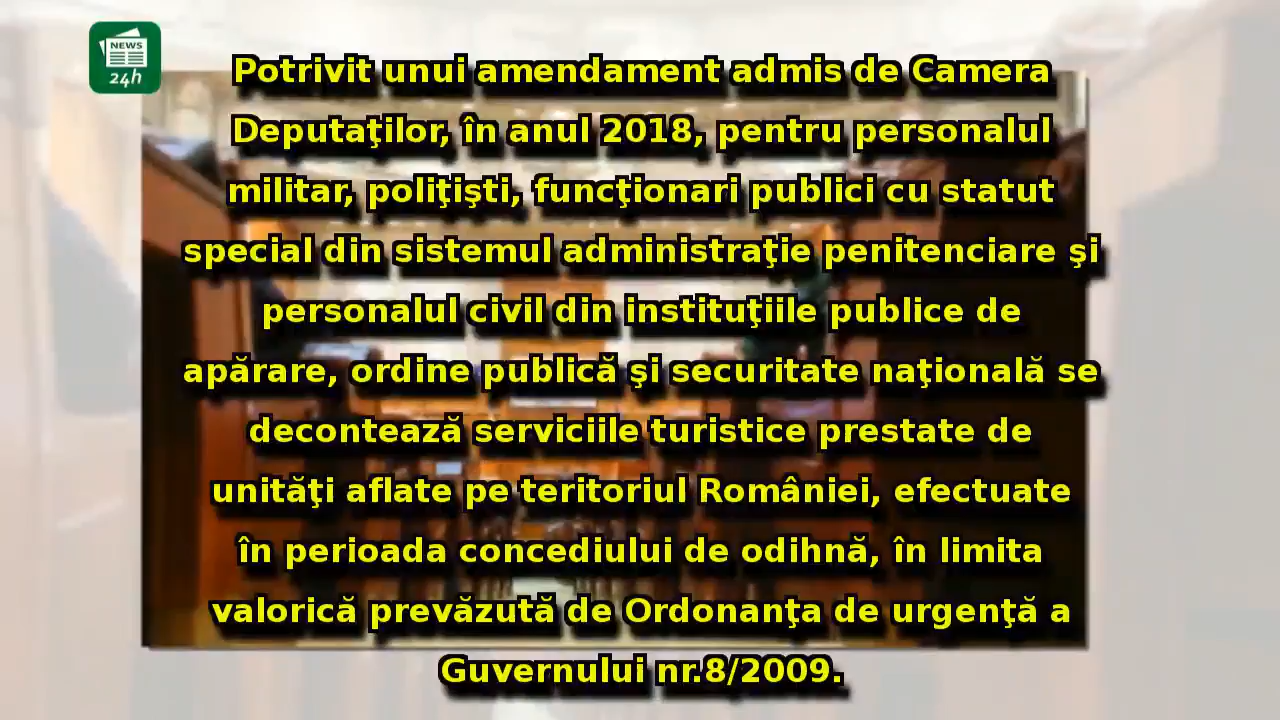 NEWS
24h
Potrivit unui amendament admis de Camera
Deputaţilor, în anul 2018, pentru personalul
militar, poliţişti, funcţionari publici cu statut
special din sistemul administraţie penitenciare şi
personalul civil din instituţiile publice de
apărare, ordine publică şi securitate naţională se
decontează serviciile turistice prestate de
unităţi aflate pe teritoriul României, efectuate
în perioada concediului de odihnă, în limita
valorică prevăzută de Ordonanţa de urgenţă a
Guvernului nr.8/2009.